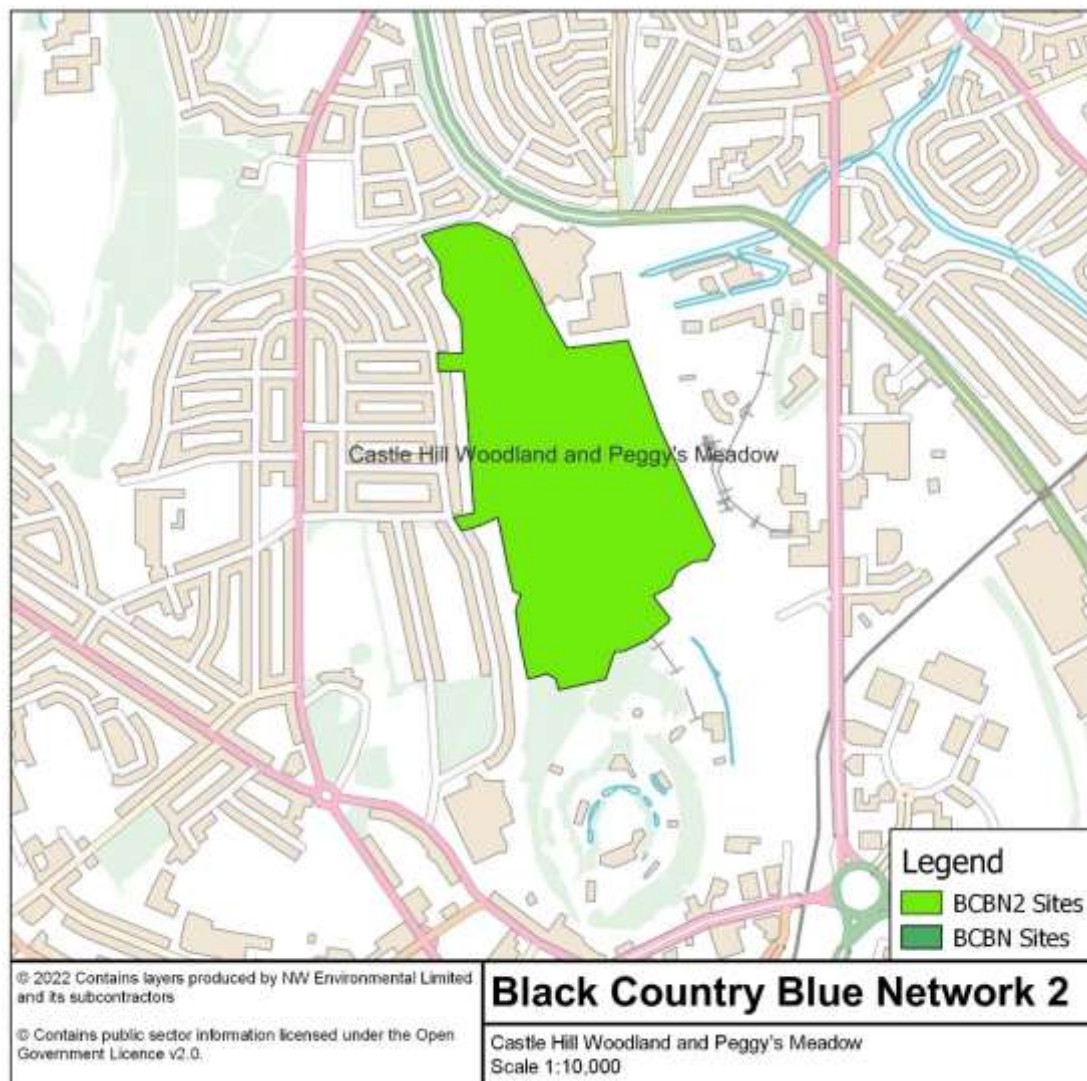 Castle Hill Woodland and Peggy's Meadow
Legend
BCBN2 Sites
BCBN Sites
© 2022 Contains layers produced by NW Environmental Limited
and its subcontractors
© Contains public sector information licensed under the Open
Government Licence v2.0.
Black Country Blue Network 2
Castle Hill Woodland and Peggy's Meadow
Scale 1:10,000